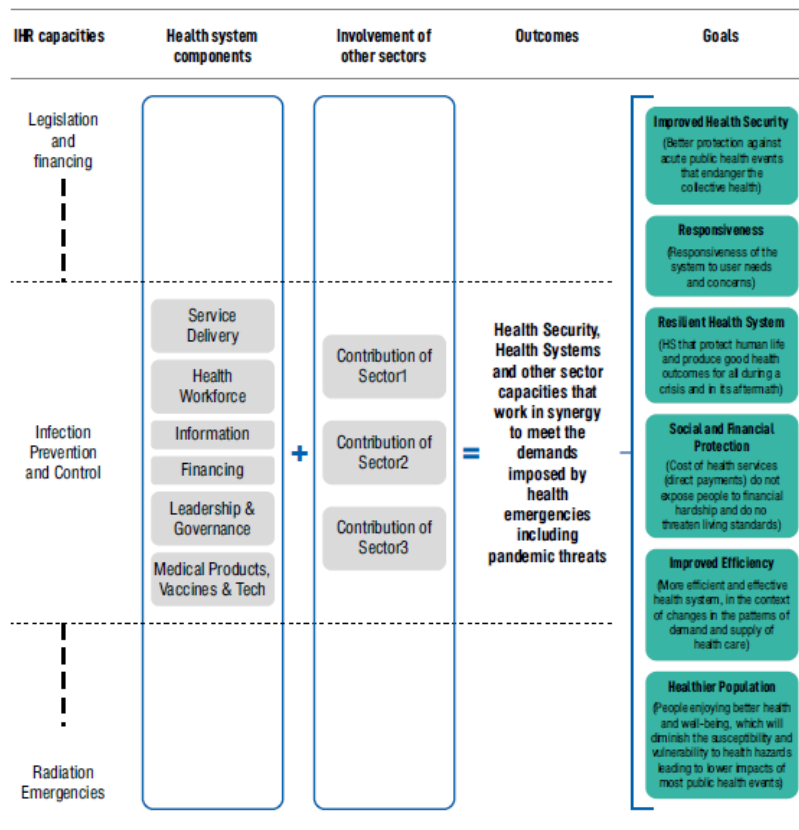 IHR capacities
Health system
components
Involvement of
other sectors
Outcomes
Goals
Legislation
and
financing
Infection
Prevention
and Control
Radiation
Emergencies
Service
Delivery
Health
Workforce
Information
Financing
Leadership &
Governance
Medical Products,
Vaccines & Tech
+
Contribution of
Sector1
Contribution of
Sector2
Contribution of
Sector3
=
Health Security,
Health Systems
and other sector
capacities that
work in synergy
to meet the
demands
imposed by
health
emergencies
including
pandemic threats
Improved Health Security
(Better protection against
acute public health events
that endanger the
collective health)
Responsiveness
(Responsiveness of the
system to user needs
and concerns)
Resilient Health System
(HS that protect human life
and produce good health
outcomes for all during a
crisis and in its aftermath)
Social and Financial
Protection
(Cost of health services
(direct payments) do not
expose people to financial
hardship and do no
threaten living standards)
Improved Efficiency
(More efficient and effective
health system, in the context
of changes in the patterns of
demand and supply of
health care)
Healthier Population
(People enjoying better health
and well-being, which will
diminish the susceptibility and
vulnerability to health hazards
leading to lower impacts of
most public health events)